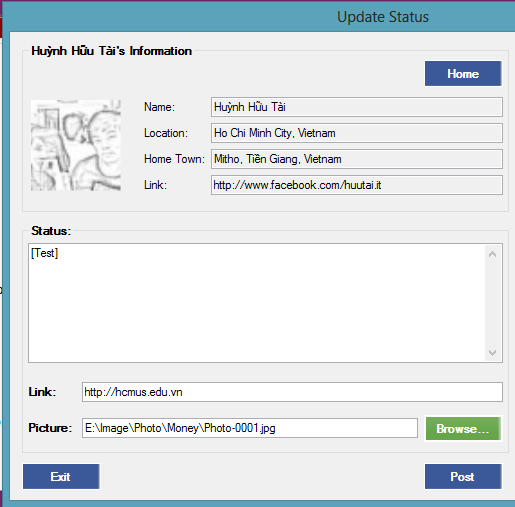 Update Status
Huỳnh Hữu Tài's Information
Home
Name: Huỳnh Hữu Tài
Location: Ho Chi Minh City, Vietnam
Home Town: Mitho, Tiền Giang, Vietnam
Link: http://www.facebook.com/huutai.it
Status:
[Test]
Link: http://hcmus.edu.vn
Picture: E:\Image\Photo\Money\Photo-0001.jpg Browse...
Exit Post